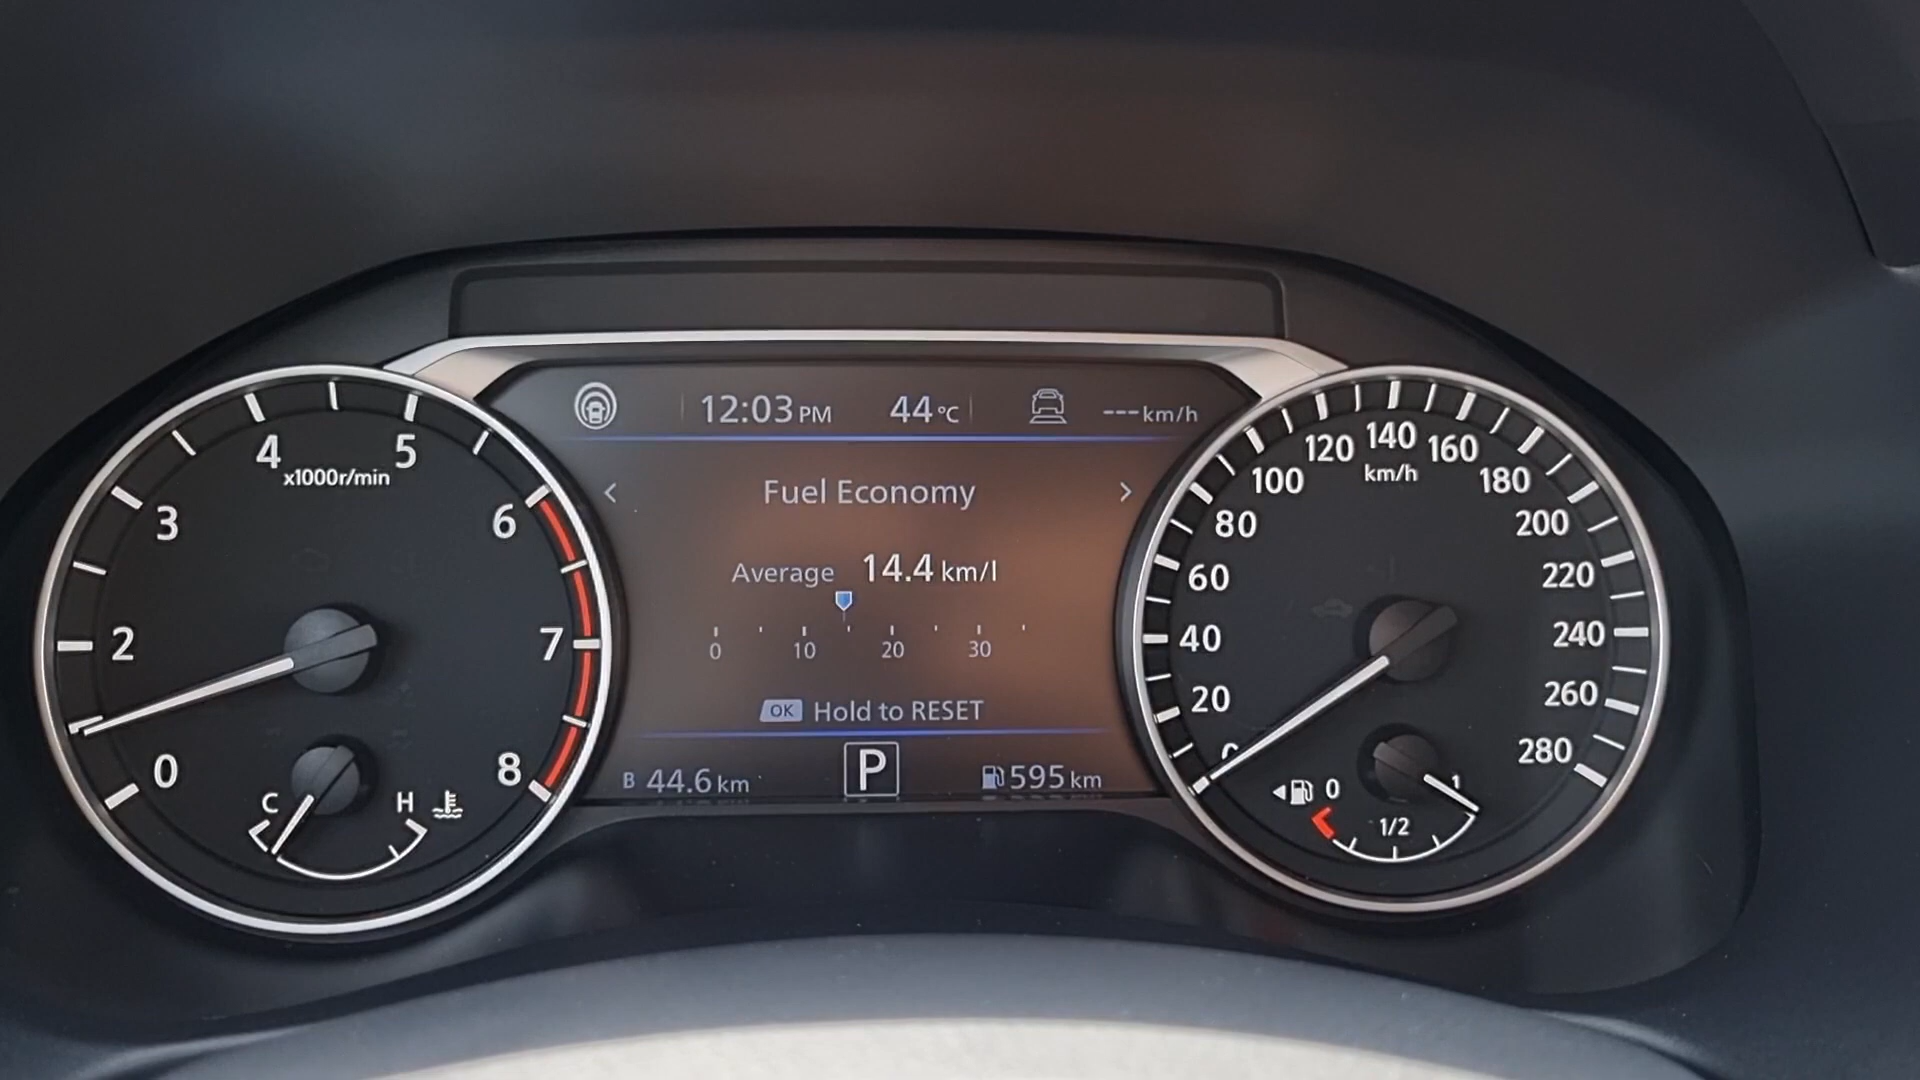 12:03 PM 44°C ---km/h
Fuel Economy
Average 14.4 km/l
0 10 20 30
OK Hold to RESET
B 44.6 km P 595 km
0 2 3 4 5 6 7 8
x1000r/min
C H
0 20 40 60 80 100 120 140 160 180 200 220 240 260 280
km/h
0 1/2 1